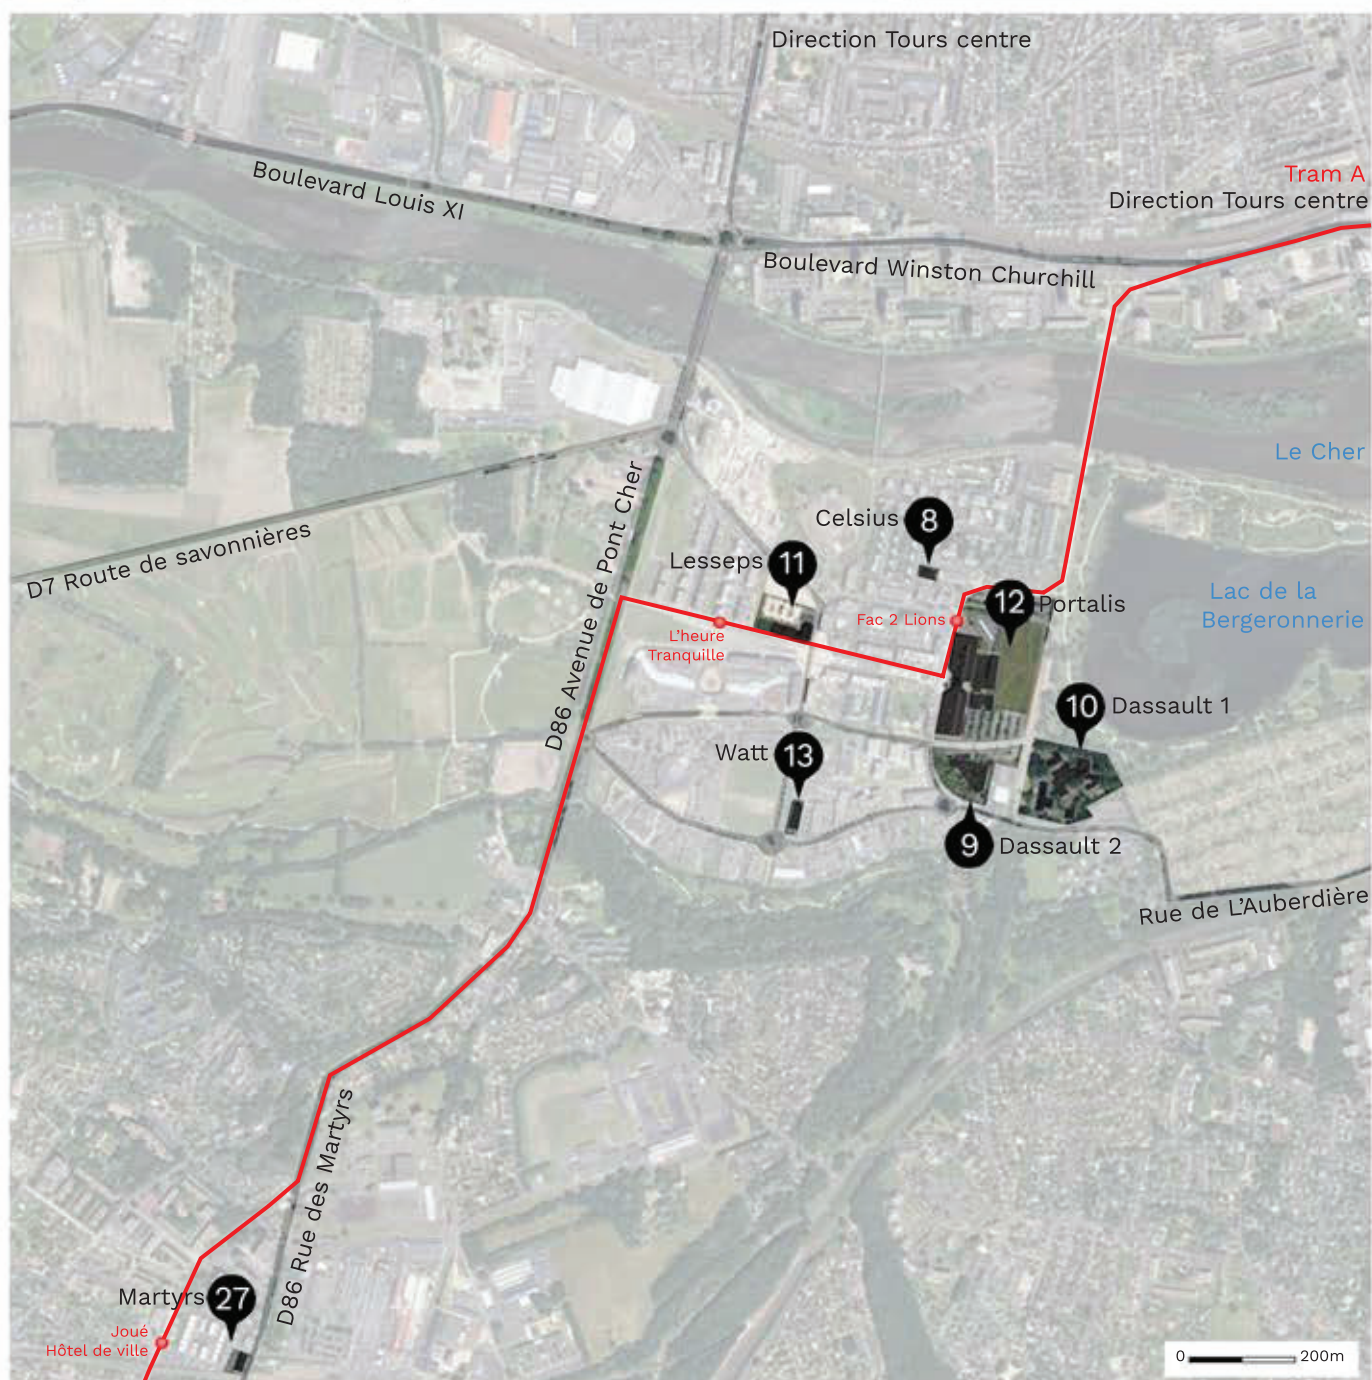 Direction Tours centre
Tram A
Direction Tours centre
Boulevard Louis XI
Boulevard Winston Churchill
Le Cher
D7 Route de savonnières
D86 Avenue de Pont Cher
Celsius 8
Lesseps 11
Lac de la
Bergeronnerie
12 Portalis
Fac 2 Lions
L'heure
Tranquille
10 Dassault 1
Watt 13
9 Dassault 2
Rue de L'Auberdière
D86 Rue des Martyrs
Martyrs 27
Joué
Hôtel de ville
0 200m